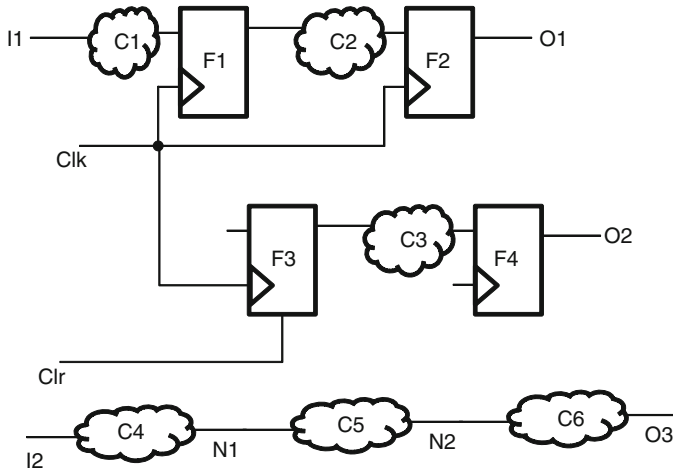 I1 C1 F1 C2 F2 O1
Clk
F3 C3 F4 O2
Clr
I2 C4 N1 C5 N2 C6 O3